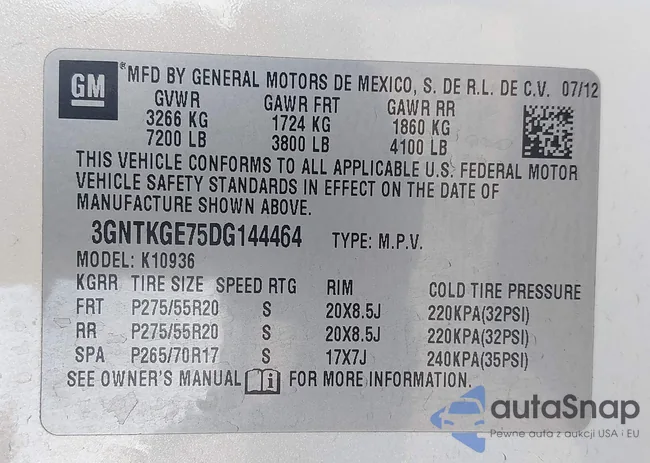 GM ®MFD BY GENERAL MOTORS DE MEXICO, S. DE R.L. DE C.V. 07/12
GVWR GAWR FRT GAWR RR
3266 KG 1724 KG 1860 KG
7200 LB 3800 LB 4100 LB
THIS VEHICLE CONFORMS TO ALL APPLICABLE U.S. FEDERAL MOTOR
VEHICLE SAFETY STANDARDS IN EFFECT ON THE DATE OF
MANUFACTURE SHOWN ABOVE.
3GNTKGE75DG144464 TYPE: M.P.V.
MODEL: K10936
KGRR TIRE SIZE SPEED RTG RIM COLD TIRE PRESSURE
FRT P275/55R20 S 20X8.5J 220KPA(32PSI)
RR P275/55R20 S 20X8.5J 220KPA(32PSI)
SPA P265/70R17 S 17X7J 240KPA(35PSI)
SEE OWNER'S MANUAL i FOR MORE INFORMATION.
autaSnap
Pewne auta z aukcji USA i EU